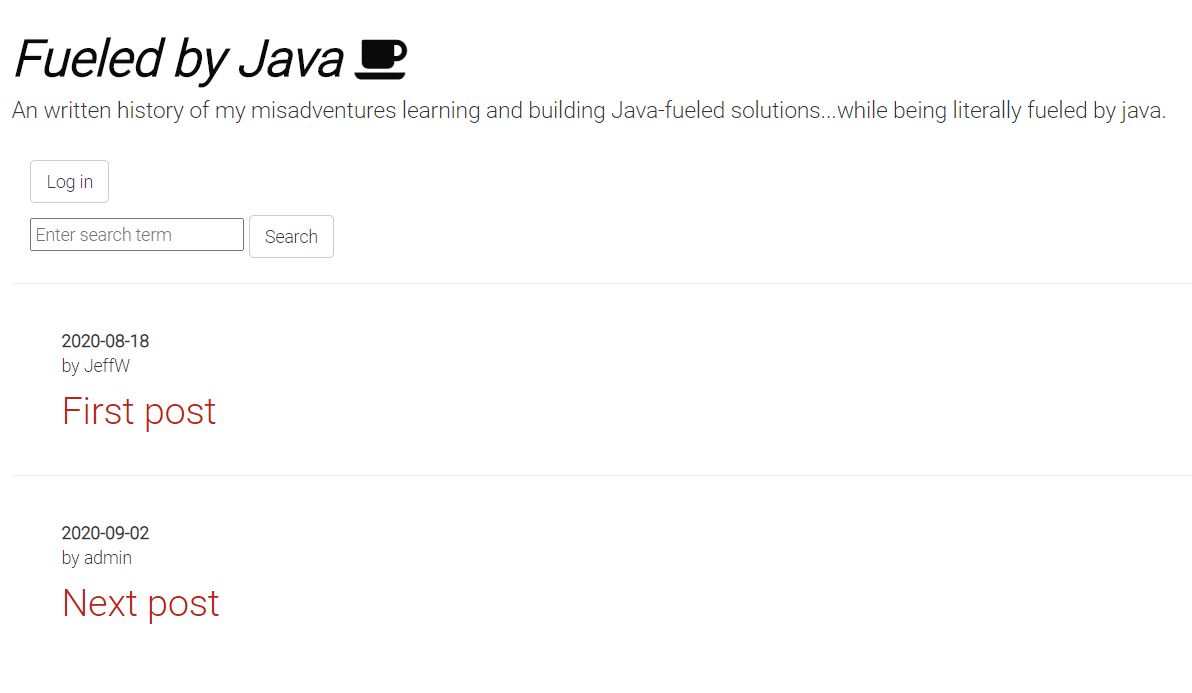 Fueled by Java
An written history of my misadventures learning and building Java-fueled solutions...while being literally fueled by java.
Log in
Enter search term Search
2020-08-18
by JeffW
First post
2020-09-02
by admin
Next post